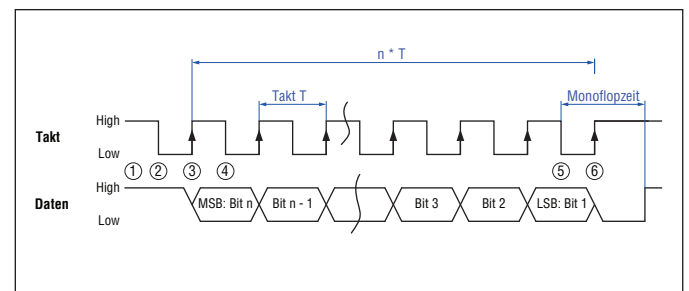 n * T
Takt T
Monoflopzeit
High
Takt
Low
① ② ③ ④ ⑤ ⑥
High
Daten
MSB: Bit n
Bit n - 1
Bit 3
Bit 2
LSB: Bit 1
Low